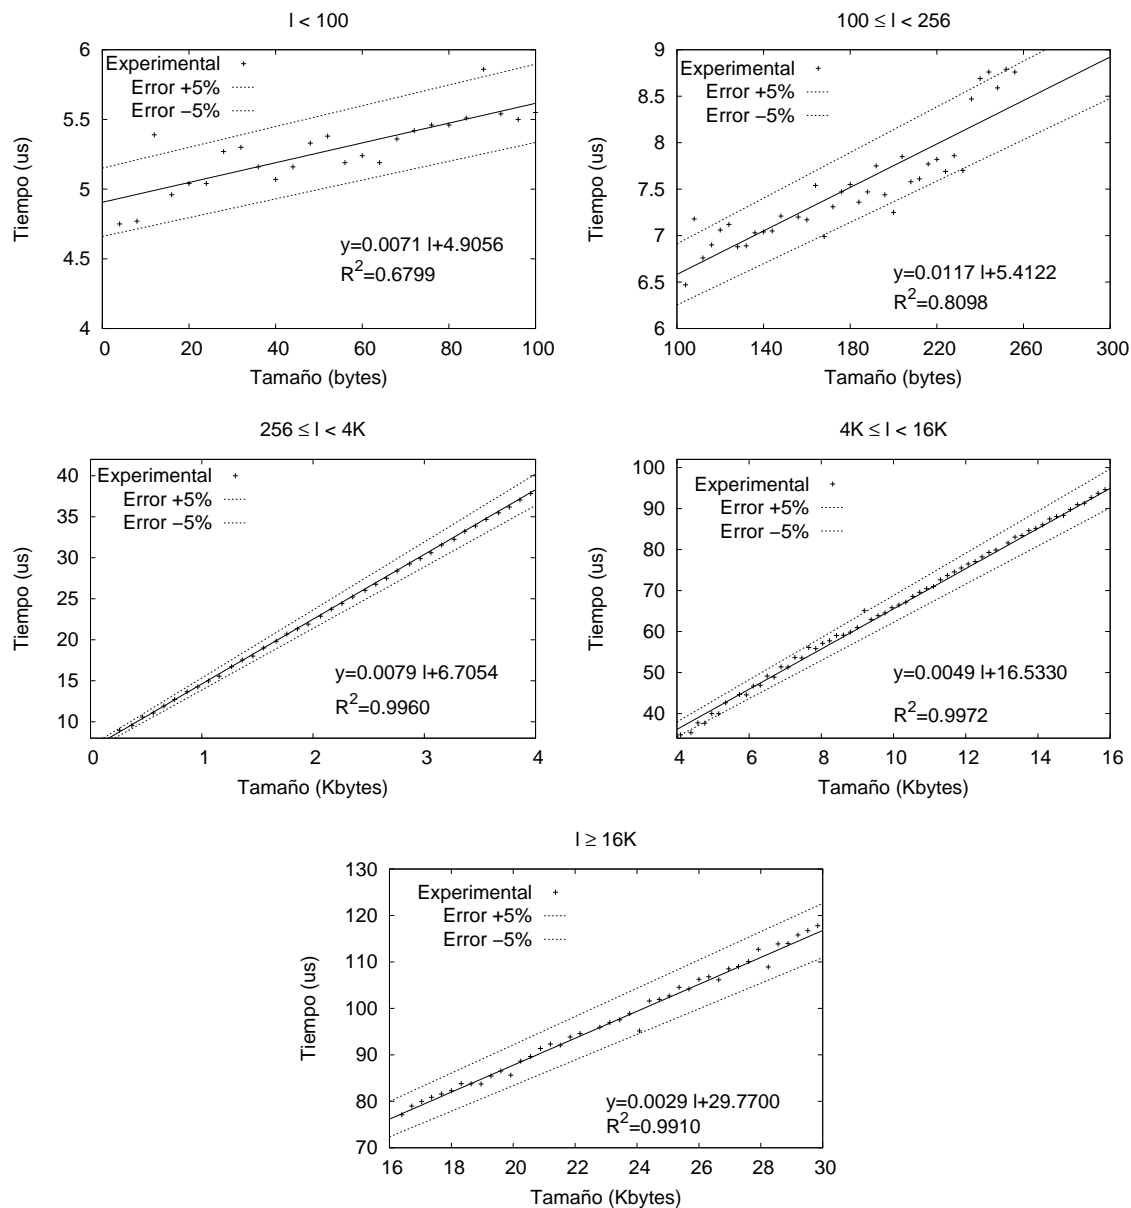 l < 100
6
5.5
5
4.5
4
Tiempo (us)
Experimental
Error +5%
Error −5%
y=0.0071 l+4.9056
R²=0.6799
0 20 40 60 80 100
Tamaño (bytes)
100 ≤ l < 256
9
8.5
8
7.5
7
6.5
6
Tiempo (us)
Experimental
Error +5%
Error −5%
y=0.0117 l+5.4122
R²=0.8098
100 140 180 220 260 300
Tamaño (bytes)
256 ≤ l < 4K
40
35
30
25
20
15
10
Tiempo (us)
Experimental
Error +5%
Error −5%
y=0.0079 l+6.7054
R²=0.9960
0 1 2 3 4
Tamaño (Kbytes)
4K ≤ l < 16K
100
90
80
70
60
50
40
Tiempo (us)
Experimental
Error +5%
Error −5%
y=0.0049 l+16.5330
R²=0.9972
4 6 8 10 12 14 16
Tamaño (Kbytes)
l ≥ 16K
130
120
110
100
90
80
70
Tiempo (us)
Experimental
Error +5%
Error −5%
y=0.0029 l+29.7700
R²=0.9910
16 18 20 22 24 26 28 30
Tamaño (Kbytes)